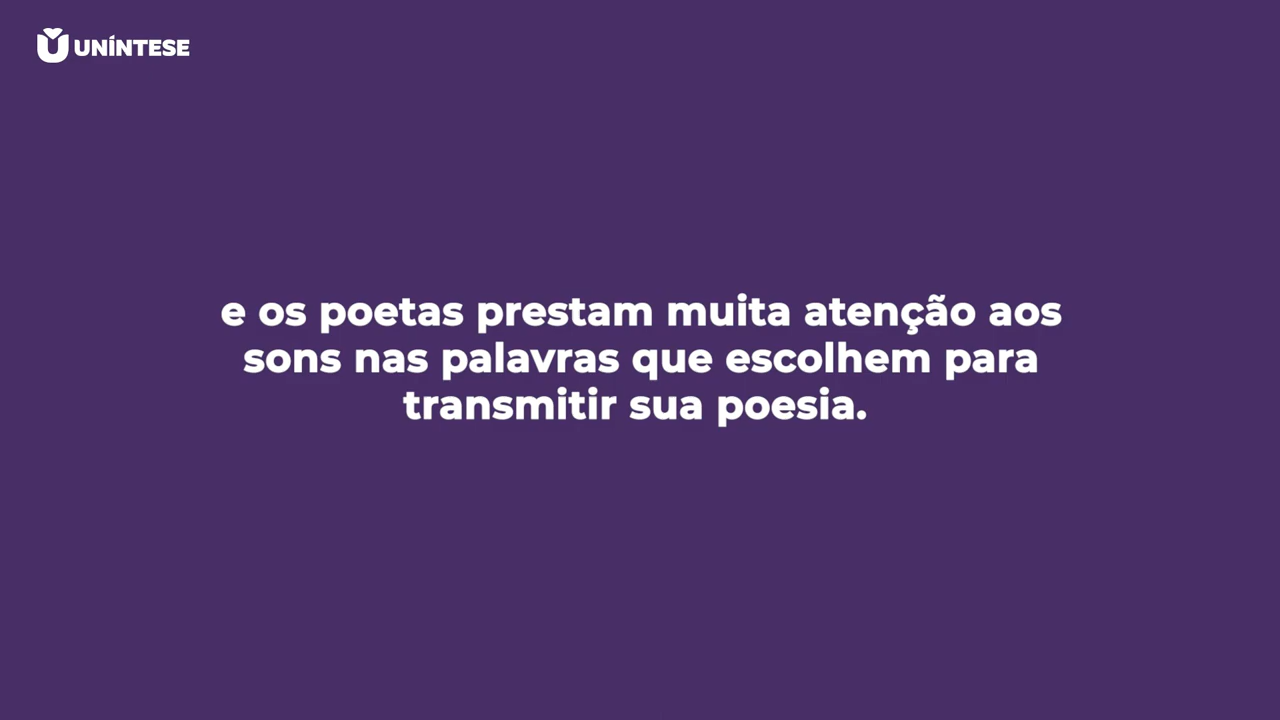 UNÍNTESE
e os poetas prestam muita atenção aos
sons nas palavras que escolhem para
transmitir sua poesia.